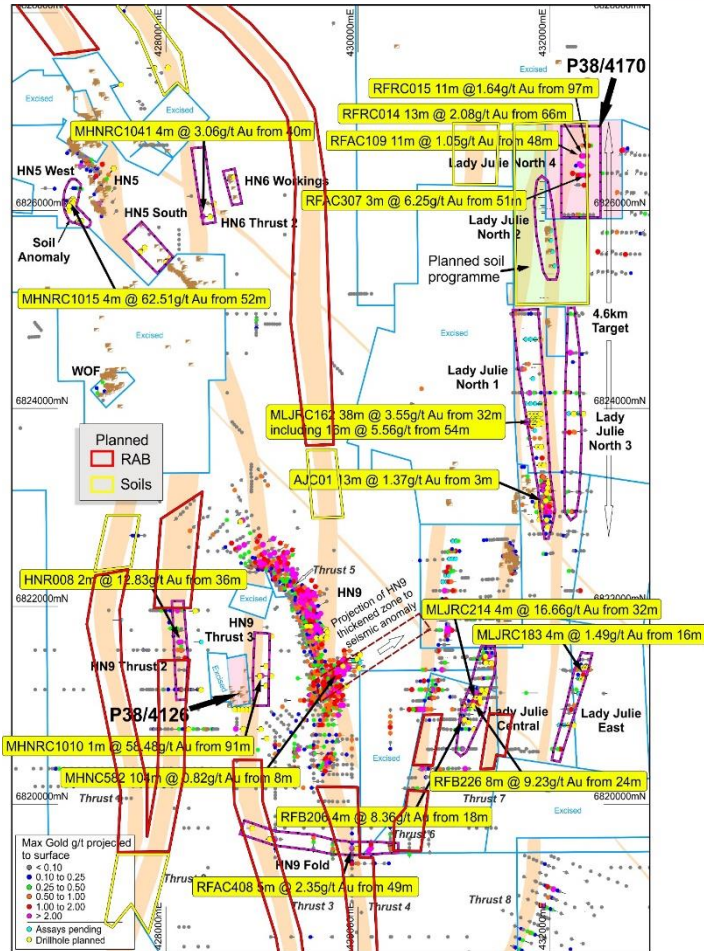 428000mE
430000mE
432000mE
Excised
P38/4170
RFRC015 11m @1.64g/t Au from 97m
RFRC014 13m @ 2.08g/t Au from 66m
Excised
MHNRC1041 4m @ 3.06g/t Au from 40m
RFAC109 11m @ 1.05g/t Au from 48m
Lady Julie North 4
HN5 West
HN5
HN6 Workings
RFAC307 3m @ 6.25g/t Au from 51m
6826000mN
HN5 South
HN6 Thrust 2
Lady Julie
North 2
Soil
Anomaly
Planned soil
programme
MHNRC1015 4m @ 62.51g/t Au from 52m
Excised
4.6km
Target
WOF
Lady Julie
North 1
6824000mN
MLJRC162 38m @ 3.55g/t Au from 32m
including 16m @ 5.56g/t from 54m
Lady
Julie
North 3
Planned
RAB
Soils
AJC01 13m @ 1.37g/t Au from 3m
Thrust 5
HNR008 2m @ 12.83g/t Au from 36m
HN9
6822000mN
Excised
Projection of HN9
thickened zone to
seismic anomaly
MLJRC214 4m @ 16.66g/t Au from 32m
HN9
Thrust 3
MLJRC183 4m @ 1.49g/t Au from 16m
HN9 Thrust 2
Excised
P38/4126
Excised
Lady Julie
Central
Lady Julie
East
MHNRC1010 1m @ 58.48g/t Au from 91m
MHNC582 104m @ 0.82g/t Au from 8m
RFB226 8m @ 9.23g/t Au from 24m
Thrust 7
6820000mN
Excised
RFB206 4m @ 8.36g/t Au from 18m
Thrust 6
Max Gold g/t projected
to surface
< 0.10
0.10 to 0.25
0.25 to 0.50
0.50 to 1.00
1.00 to 2.00
> 2.00
Assays pending
Drillhole planned
HN9 Fold
RFAC408 5m @ 2.35g/t Au from 49m
Thrust 3
Thrust 4
Thrust 8
428000mE
432000mE